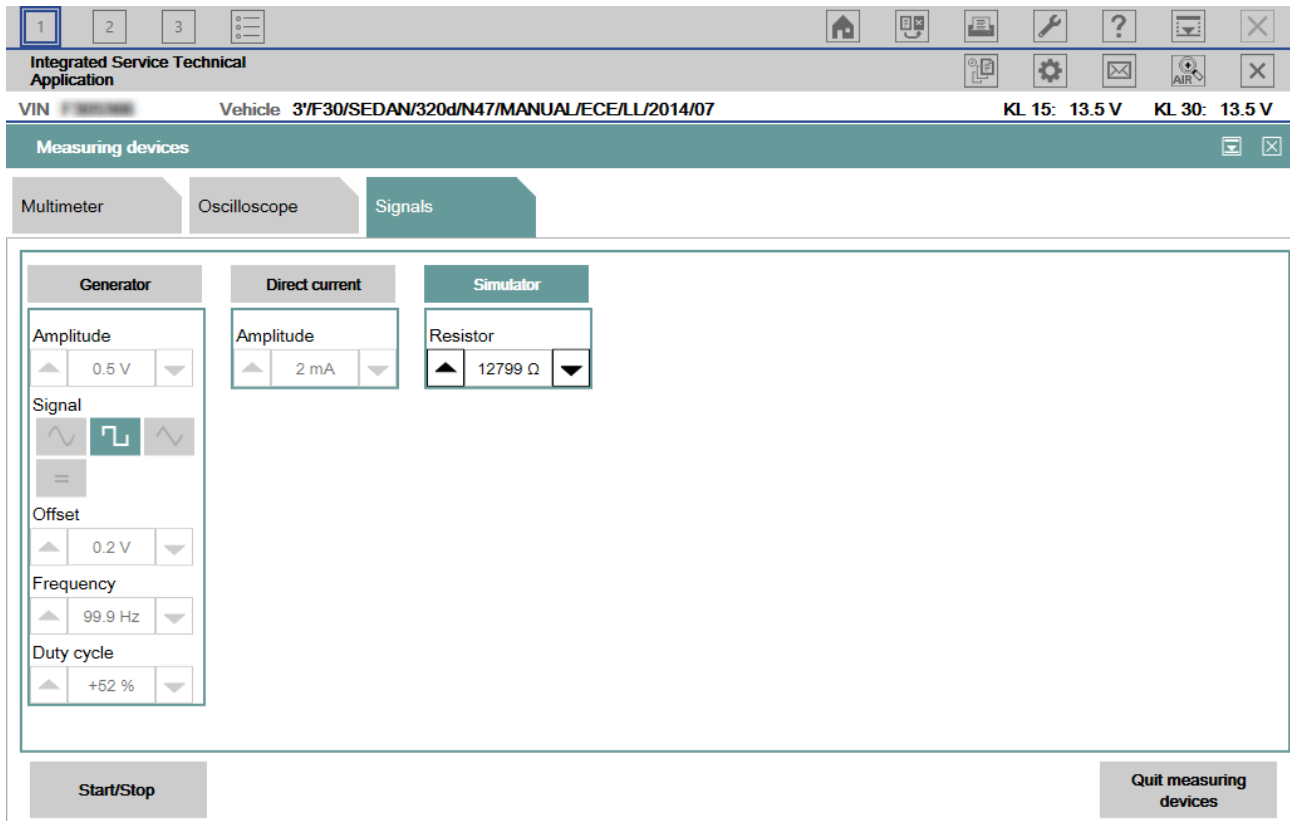 1
2
3
?
Integrated Service Technical
Application
AIR
VIN
Vehicle 3'/F30/SEDAN/320d/N47/MANUAL/ECE/LL/2014/07
KL 15: 13.5 V
KL 30: 13.5 V
Measuring devices
Multimeter
Oscilloscope
Signals
Generator
Direct current
Simulator
Amplitude
Amplitude
Resistor
0.5 V
2 mA
12799 Ω
Signal
=
Offset
0.2 V
Frequency
99.9 Hz
Duty cycle
+52 %
Start/Stop
Quit measuring
devices